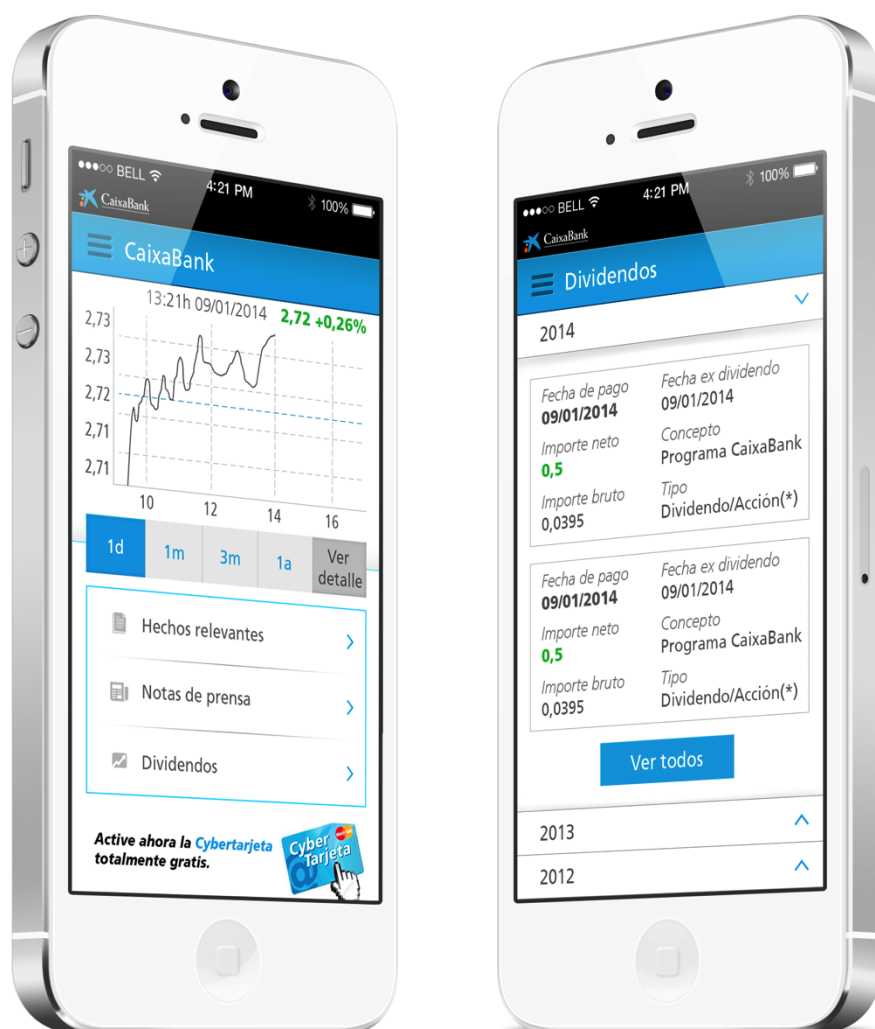 BELL
4:21 PM
100%
CaixaBank
CaixaBank
13:21h 09/01/2014 2,72 +0,26%
2,73
2,73
2,72
2,71
2,71
10 12 14 16
1d 1m 3m 1a Ver
detalle
Hechos relevantes
Notas de prensa
Dividendos
Active ahora la Cybertarjeta
totalmente gratis.
Cyber
Tarjeta
@
BELL
4:21 PM
100%
CaixaBank
Dividendos
2014
Fecha de pago Fecha ex dividendo
09/01/2014 09/01/2014
Importe neto Concepto
0,5 Programa CaixaBank
Importe bruto Tipo
0,0395 Dividendo/Acción(*)
Fecha de pago Fecha ex dividendo
09/01/2014 09/01/2014
Importe neto Concepto
0,5 Programa CaixaBank
Importe bruto Tipo
0,0395 Dividendo/Acción(*)
Ver todos
2013
2012